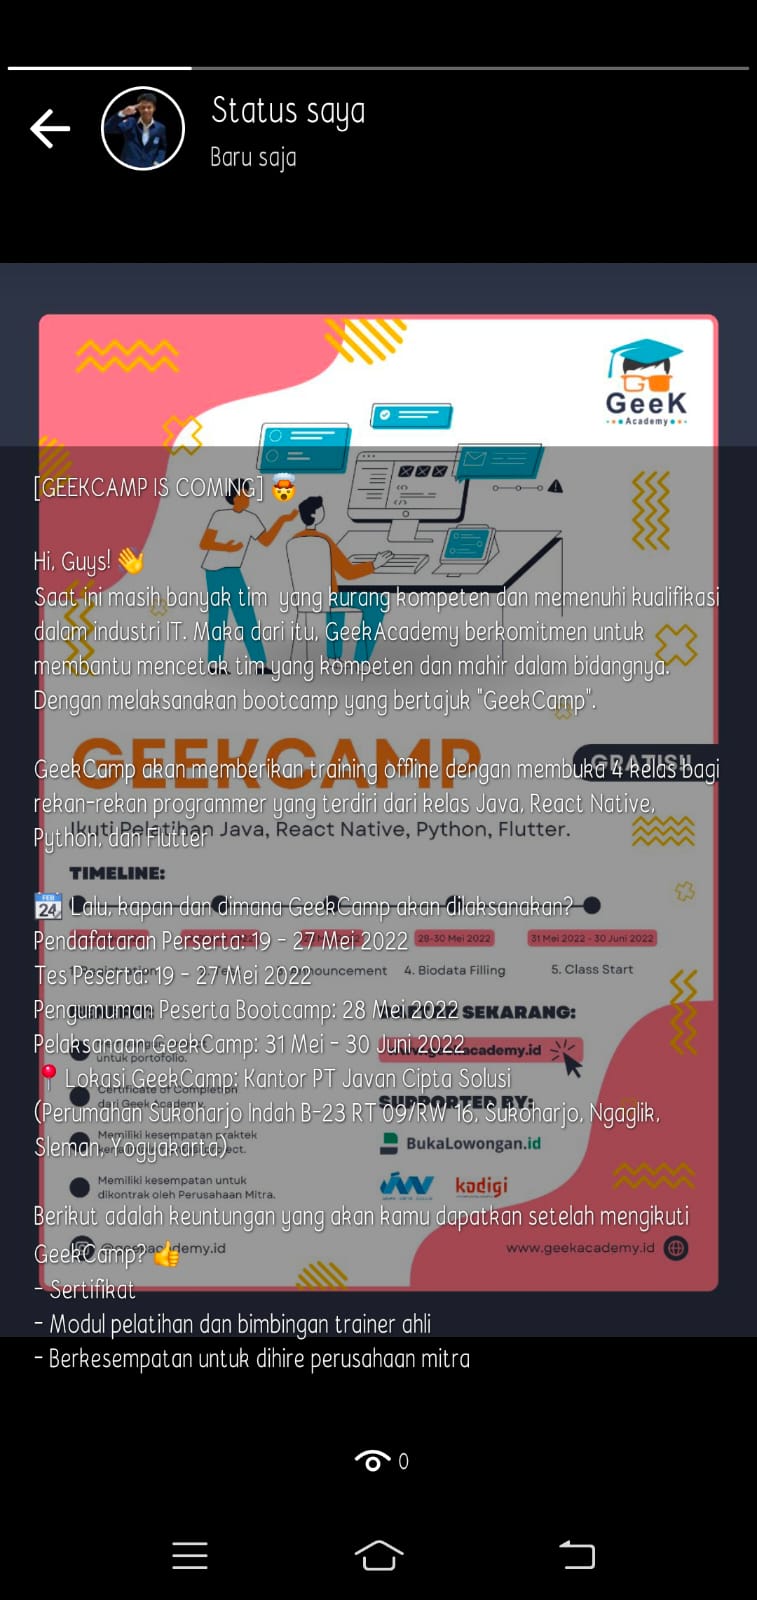 Status saya
Baru saja
GeeK
Academy
[GEEKCAMP IS COMING] 🤯
Hi, Guys! 👋
Saat ini masih banyak tim yang kurang kompeten dan memenuhi kualifikasi
dalam industri IT. Maka dari itu, GeekAcademy berkomitmen untuk
membantu mencetak tim yang kompeten dan mahir dalam bidangnya.
Dengan melaksanakan bootcamp yang bertajuk "GeekCamp".
GEEKCAMP
GRATIS!!
GeekCamp akan memberikan training offline dengan membuka 4 kelas bagi
rekan-rekan programmer yang terdiri dari kelas Java, React Native,
Python, dan Flutter
Ikuti Pelatihan Java, React Native, Python, Flutter.
TIMELINE:
📆 Lalu, kapan dan dimana GeekCamp akan dilaksanakan?
Pendafataran Perserta: 19 - 27 Mei 2022
28-30 Mei 2022
31 Mei 2022 - 30 Juni 2022
Tes Peserta: 19 - 27 Mei 2022
4. Biodata Filling
5. Class Start
Pengumuman Peserta Bootcamp: 28 Mei 2022
SEKARANG:
Pelaksanaan GeekCamp: 31 Mei - 30 Juni 2022
untuk portofolio.
📍 Lokasi GeekCamp: Kantor PT Javan Cipta Solusi
Certificate of Completion
dari Geek Academy.
SUPPORTED BY:
(Perumahan Sukoharjo Indah B-23 RT 09/RW 16, Sukoharjo, Ngaglik,
Sleman, Yogyakarta)
Memiliki kesempatan praktek
BukaLowongan.id
Memiliki kesempatan untuk
dikontrak oleh Perusahaan Mitra.
kodigi
Berikut adalah keuntungan yang akan kamu dapatkan setelah mengikuti
GeekCamp? 👍
@geekacademy.id
www.geekacademy.id
- Sertifikat
- Modul pelatihan dan bimbingan trainer ahli
- Berkesempatan untuk dihire perusahaan mitra
0